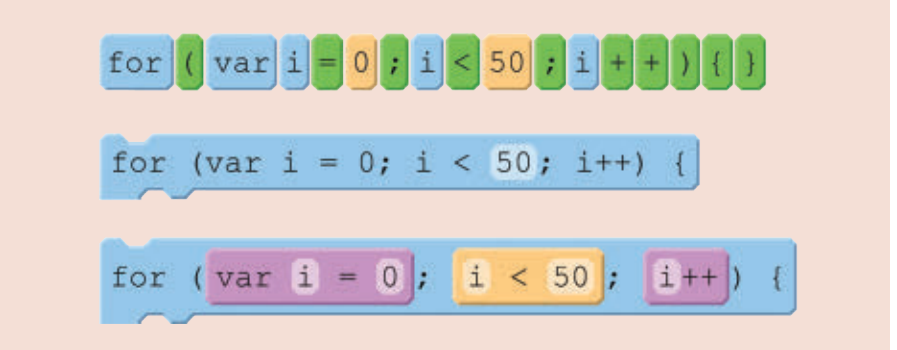 for ( var i = 0 ; i < 50 ; i + + ) { }
for (var i = 0; i < 50; i++) {
for (var i = 0; i < 50; i++) {